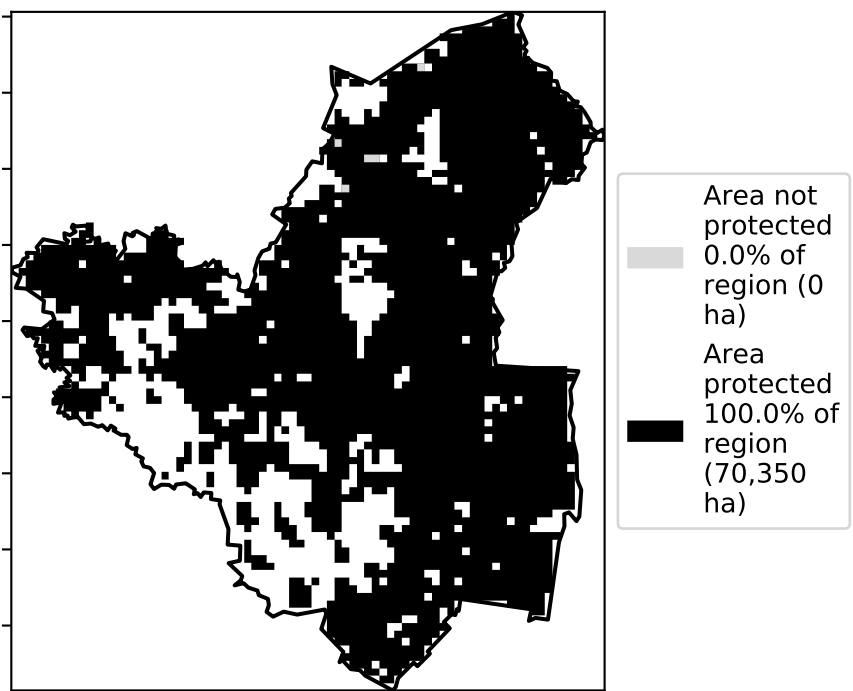 Area not
protected
0.0% of
region (0
ha)
Area
protected
100.0% of
region
(70,350
ha)